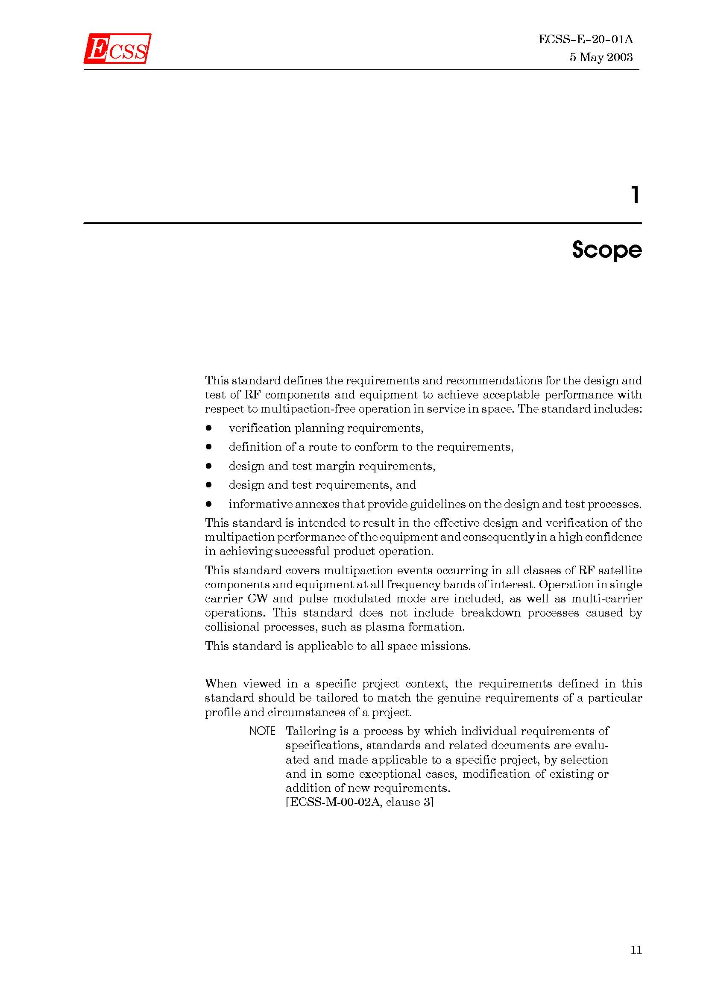 ECSS
ECSS-E-20-01A
5 May 2003
1
Scope
This standard defines the requirements and recommendations for the design and
test of RF components and equipment to achieve acceptable performance with
respect to multipaction-free operation in service in space. The standard includes:
● verification planning requirements,
● definition of a route to conform to the requirements,
● design and test margin requirements,
● design and test requirements, and
● informative annexes that provide guidelines on the design and test processes.
This standard is intended to result in the effective design and verification of the
multipaction performance of the equipment and consequently in a high confidence
in achieving successful product operation.
This standard covers multipaction events occurring in all classes of RF satellite
components and equipment at all frequency bands of interest. Operation in single
carrier CW and pulse modulated mode are included, as well as multi-carrier
operations. This standard does not include breakdown processes caused by
collisional processes, such as plasma formation.
This standard is applicable to all space missions.
When viewed in a specific project context, the requirements defined in this
standard should be tailored to match the genuine requirements of a particular
profile and circumstances of a project.
NOTE Tailoring is a process by which individual requirements of
specifications, standards and related documents are evalu-
ated and made applicable to a specific project, by selection
and in some exceptional cases, modification of existing or
addition of new requirements.
[ECSS-M-00-02A, clause 3]
11